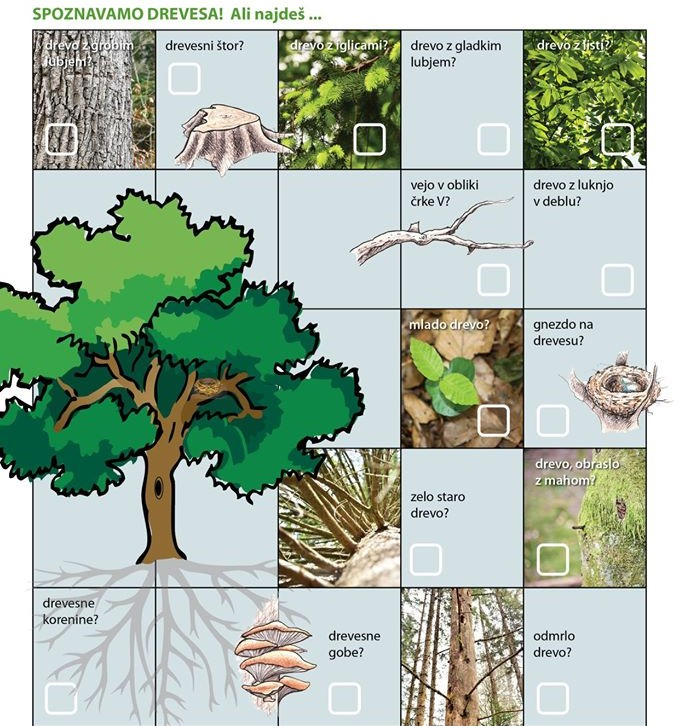 SPOZNAVAMO DREVESA! Ali najdeš ...
drevo z grobim
lubjem?
drevesni štor?
drevo z iglicami?
drevo z gladkim
lubjem?
drevo z listi?
vejo v obliki
črke V?
drevo z luknjo
v deblu?
mlado drevo?
gnezdo na
drevesu?
zelo staro
drevo?
drevo, obraslo
z mahom?
drevesne
korenine?
drevesne
gobe?
odmrlo
drevo?